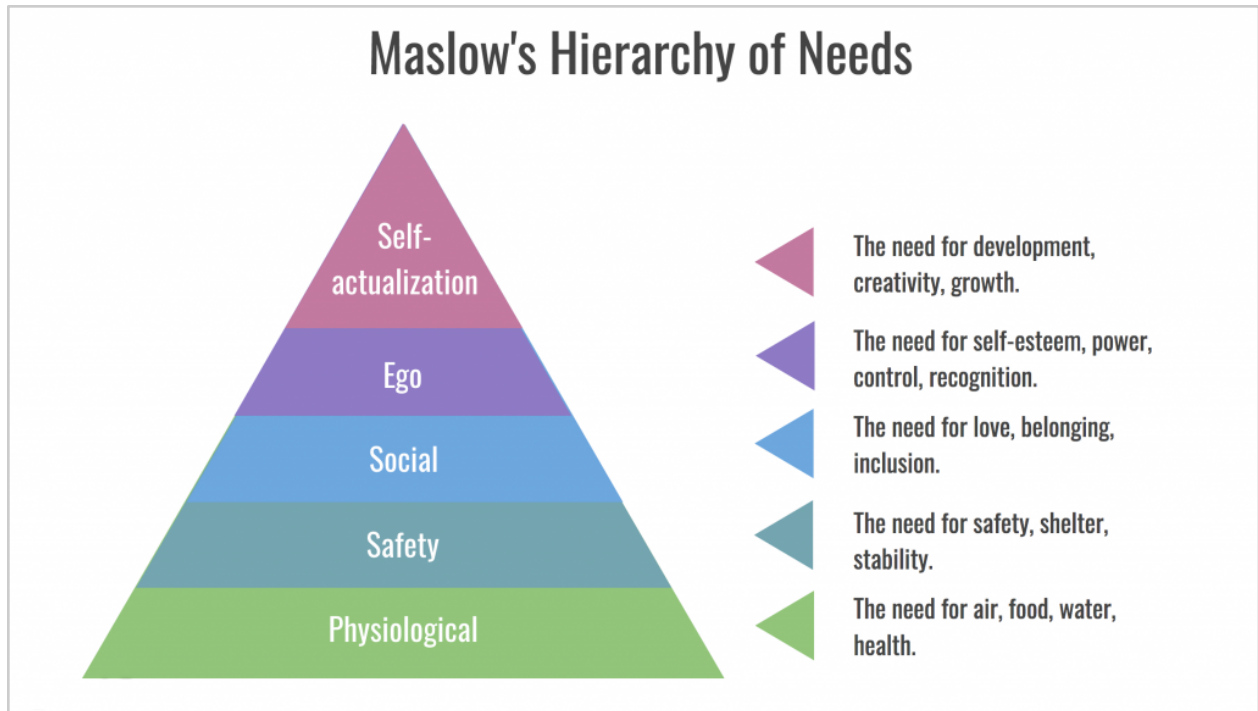 Maslow's Hierarchy of Needs
Self-
actualization
The need for development,
creativity, growth.
Ego
The need for self-esteem, power,
control, recognition.
Social
The need for love, belonging,
inclusion.
Safety
The need for safety, shelter,
stability.
Physiological
The need for air, food, water,
health.